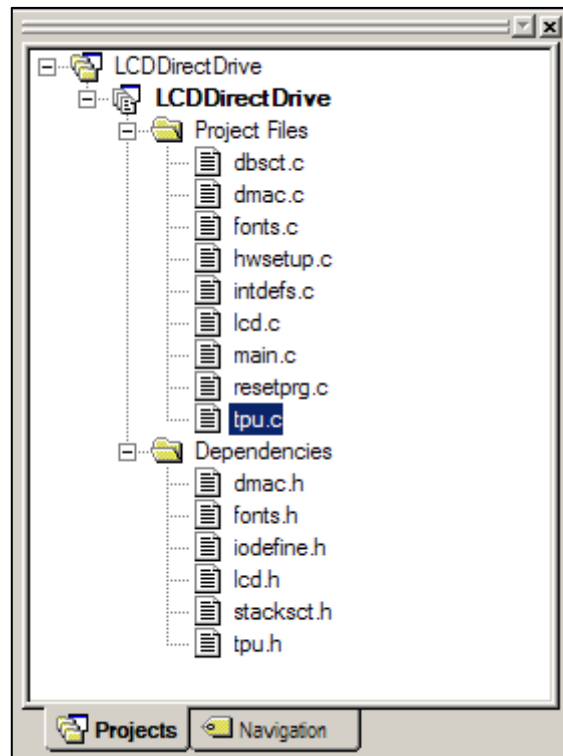 LCDDirectDrive
LCDDirectDrive
Project Files
dbsct.c
dmac.c
fonts.c
hwsetup.c
intdefs.c
lcd.c
main.c
resetprg.c
tpu.c
Dependencies
dmac.h
fonts.h
iodefine.h
lcd.h
stacksct.h
tpu.h
Projects Navigation